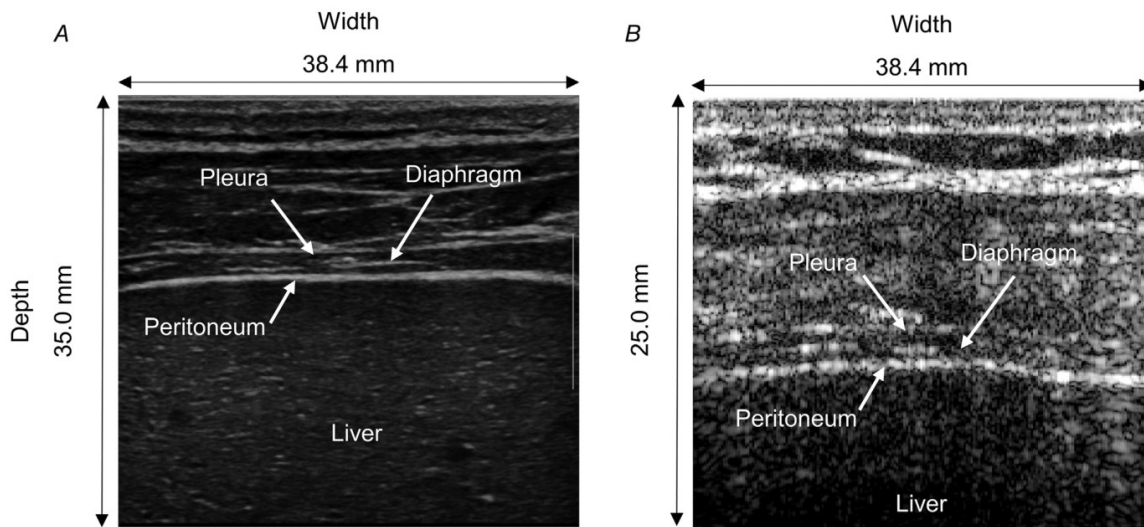 A
Width
38.4 mm
Depth
35.0 mm
Pleura
Diaphragm
Peritoneum
Liver
B
Width
38.4 mm
25.0 mm
Pleura
Diaphragm
Peritoneum
Liver